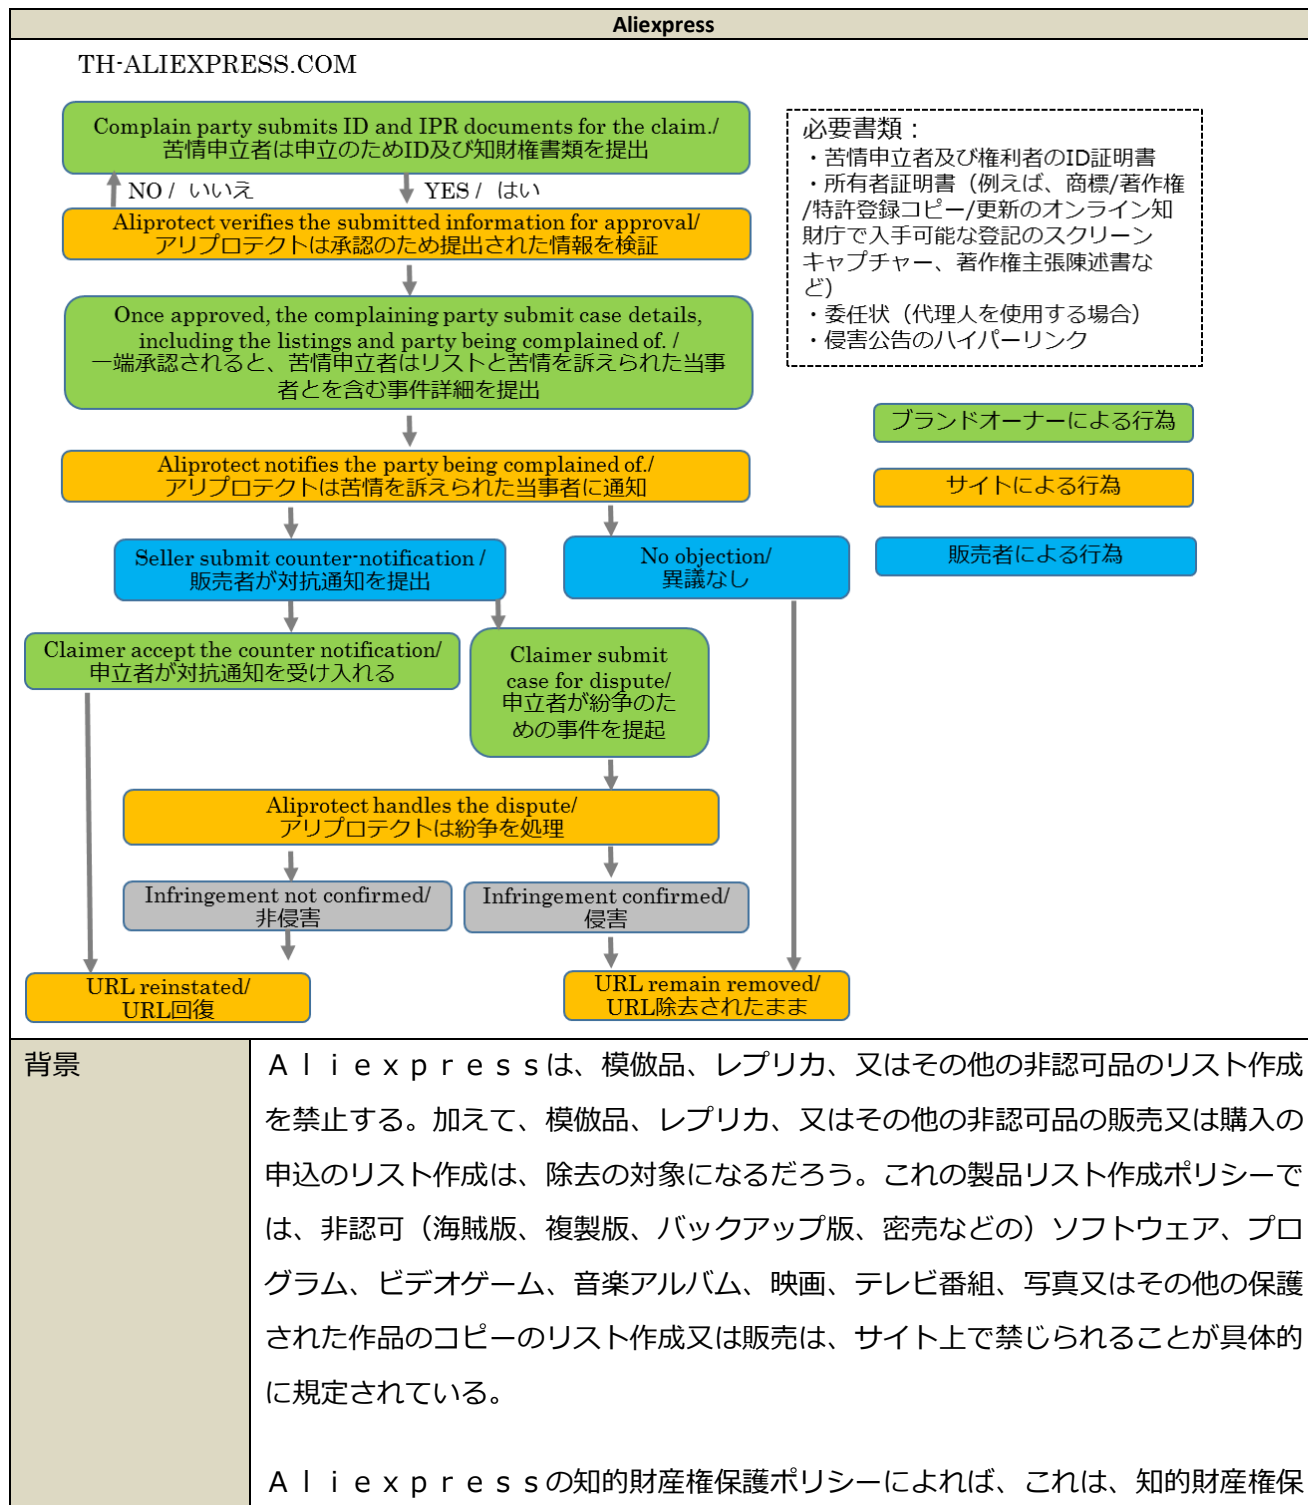 Aliexpress
TH-ALIEXPRESS.COM
Complain party submits ID and IPR documents for the claim./
苦情申立者は申立のためID及び知財権書類を提出
NO / いいえ
YES / はい
Aliprotect verifies the submitted information for approval/
アリプロテクトは承認のため提出された情報を検証
Once approved, the complaining party submit case details,
including the listings and party being complained of. /
一端承認されると、苦情申立者はリストと苦情を訴えられた当事
者とを含む事件詳細を提出
Aliprotect notifies the party being complained of./
アリプロテクトは苦情を訴えられた当事者に通知
Seller submit counter-notification /
販売者が対抗通知を提出
No objection/
異議なし
Claimer accept the counter notification/
申立者が対抗通知を受け入れる
Claimer submit
case for dispute/
申立者が紛争のた
めの事件を提起
Aliprotect handles the dispute/
アリプロテクトは紛争を処理
Infringement not confirmed/
非侵害
Infringement confirmed/
侵害
URL reinstated/
URL回復
URL remain removed/
URL除去されたまま
必要書類：
・苦情申立者及び権利者のID証明書
・所有者証明書（例えば、商標/著作権
/特許登録コピー/更新のオンライン知
財庁で入手可能な登記のスクリーン
キャプチャー、著作権主張陳述書な
ど)
・委任状（代理人を使用する場合）
・侵害公告のハイパーリンク
ブランドオーナーによる行為
サイトによる行為
販売者による行為
背景
Ａｌｉｅｘｐｒｅｓｓは、模倣品、レプリカ、又はその他の非認可品のリスト作成
を禁止する。加えて、模倣品、レプリカ、又はその他の非認可品の販売又は購入の
申込のリスト作成は、除去の対象になるだろう。これの製品リスト作成ポリシーで
は、非認可（海賊版、複製版、バックアップ版、密売などの）ソフトウェア、プロ
グラム、ビデオゲーム、音楽アルバム、映画、テレビ番組、写真又はその他の保護
された作品のコピーのリスト作成又は販売は、サイト上で禁じられることが具体的
に規定されている。
Ａｌｉｅｘｐｒｅｓｓの知的財産権保護ポリシーによれば、これは、知的財産権保